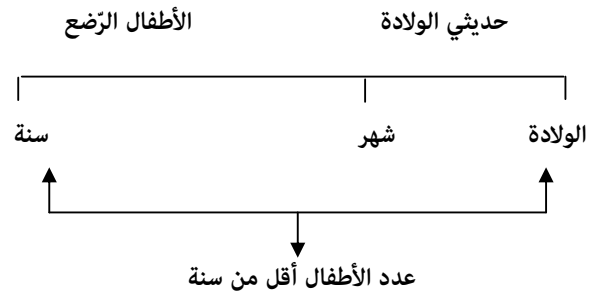 حديثي الولادة الأطفال الرّضع
الولادة شهر سنة
عدد الأطفال أقل من سنة